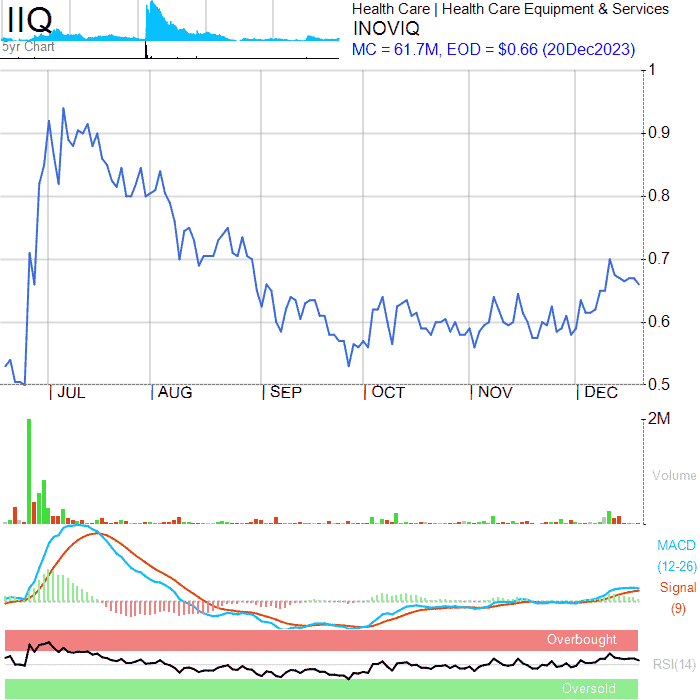 IIQ
5yr Chart
Health Care | Health Care Equipment & Services
INOVIQ
MC = 61.7M, EOD = $0.66 (20Dec2023)
1
0.9
0.8
0.7
0.6
0.5
JUL AUG SEP OCT NOV DEC
2M
Volume
MACD
(12-26)
Signal
(9)
Overbought
RSI(14)
Oversold